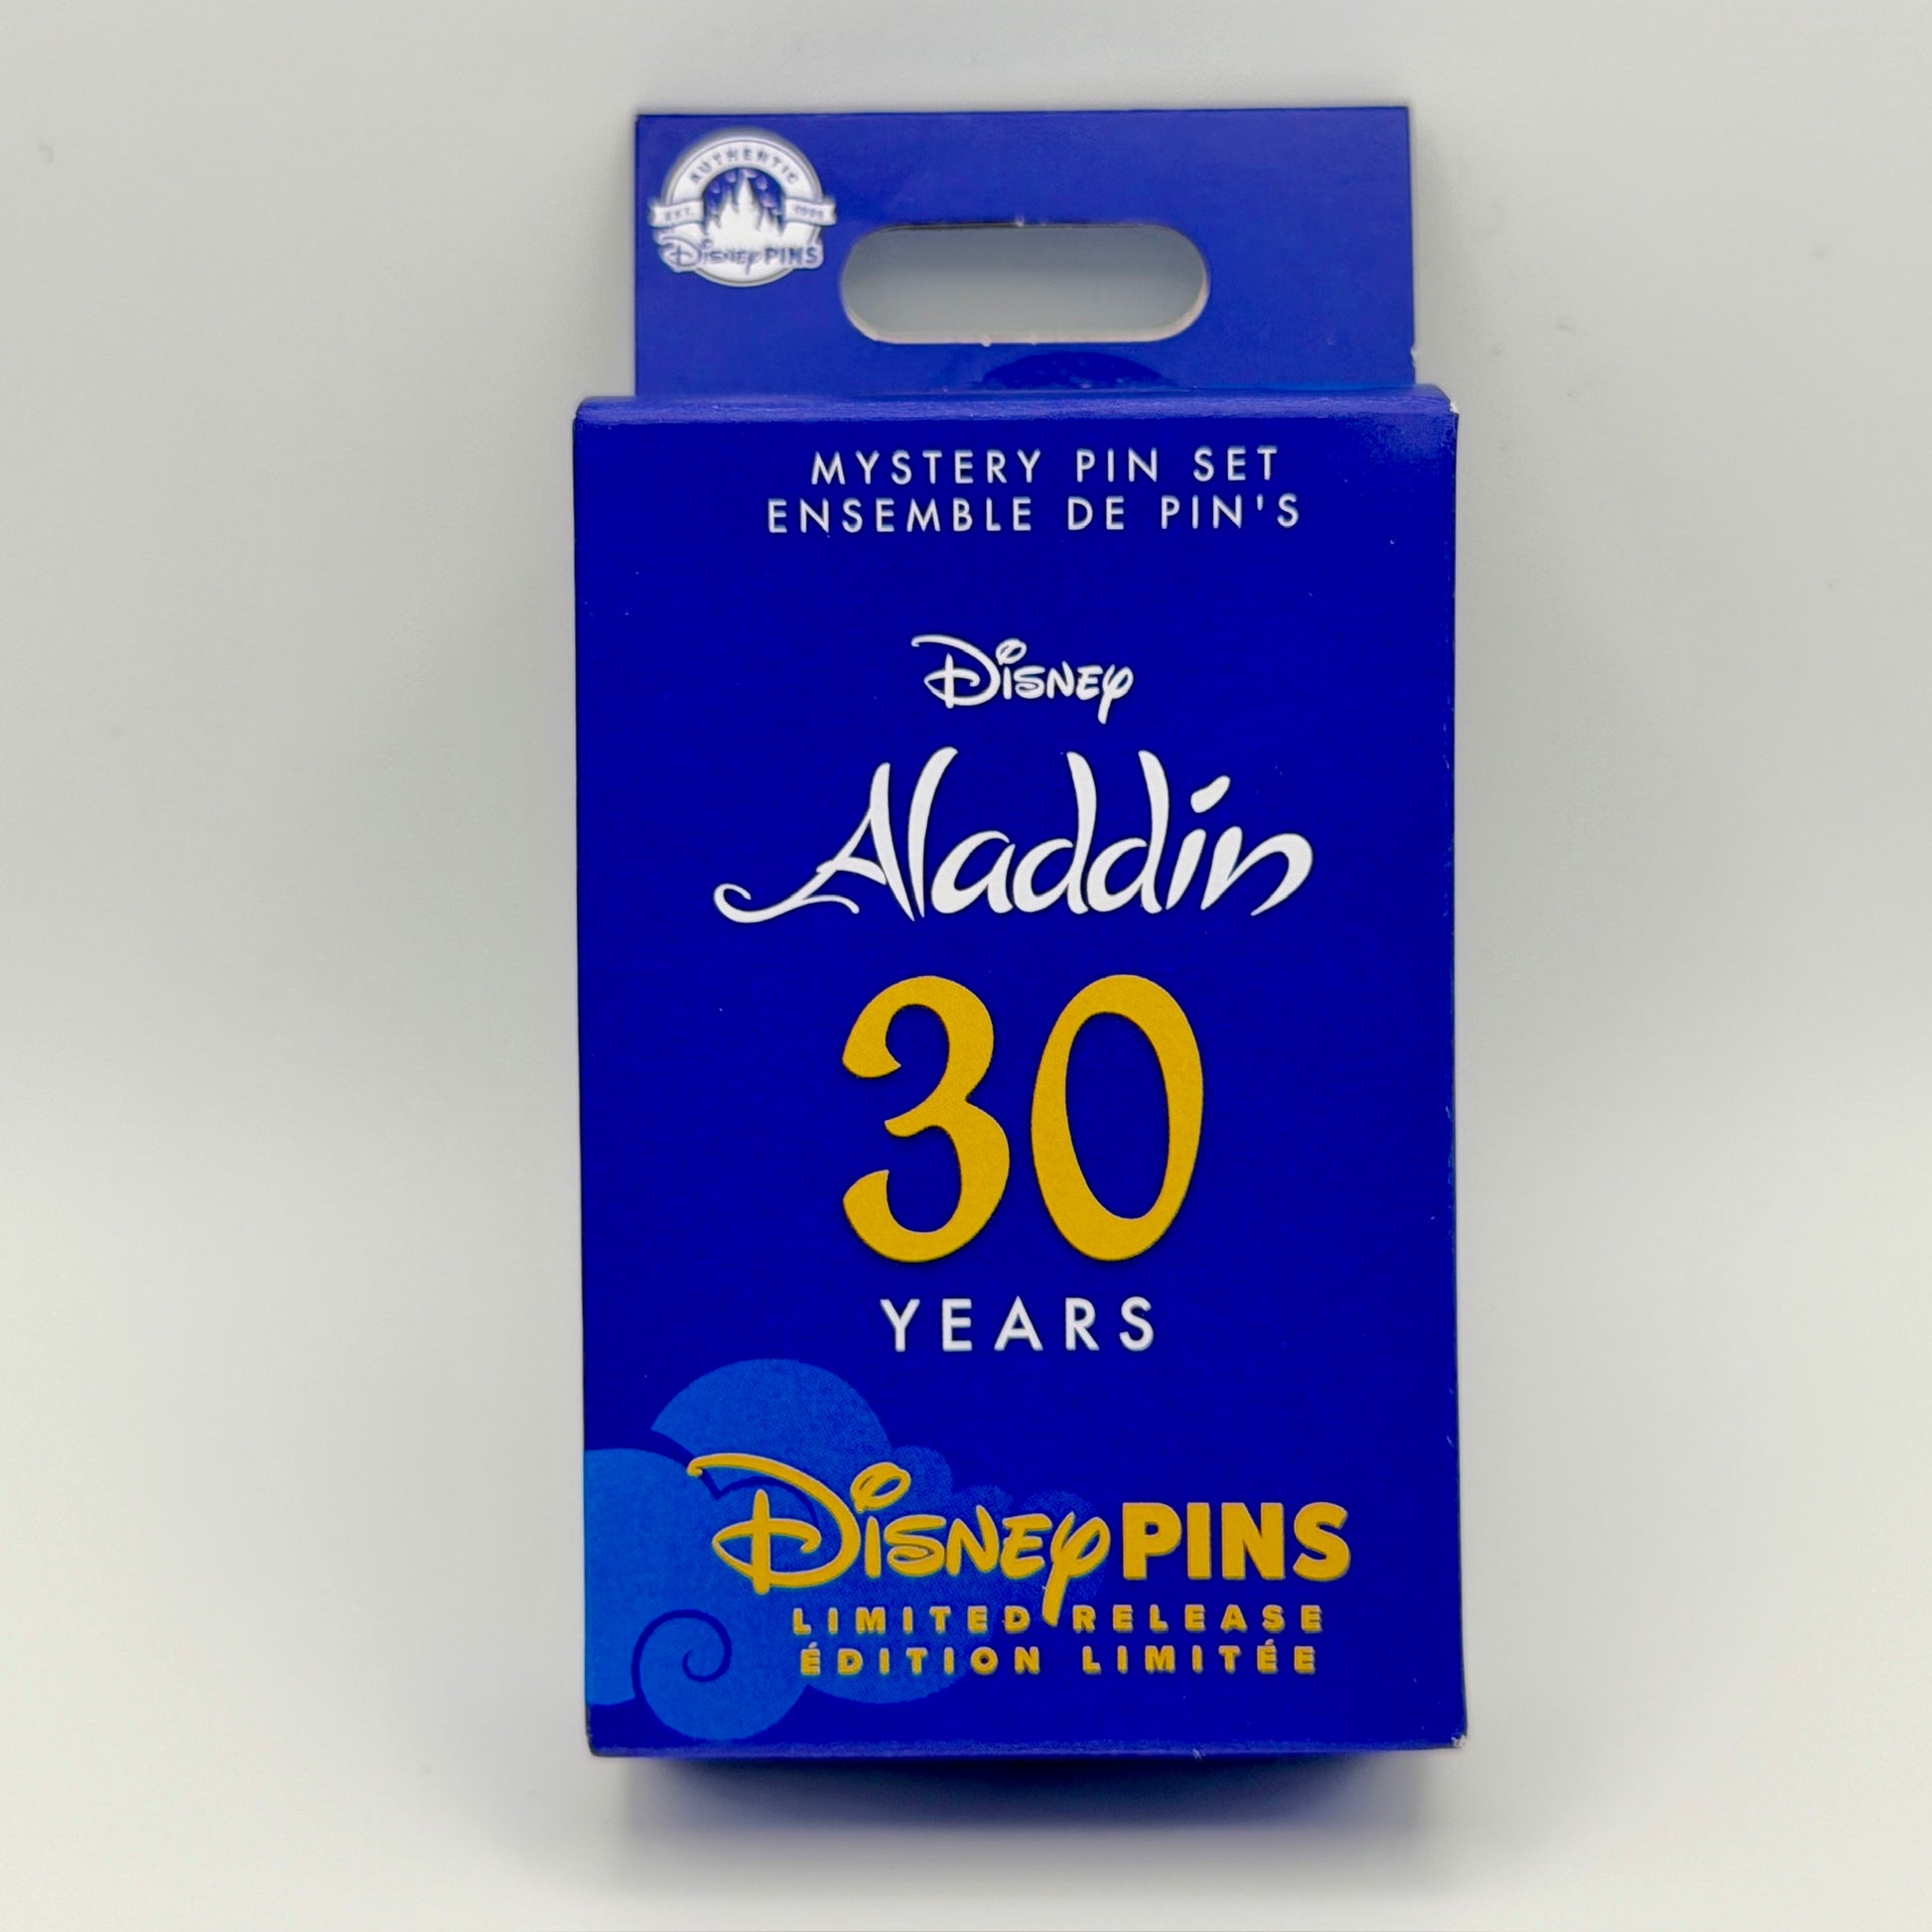 AUTHENTIC
EST. 2000
Disney PINS
MYSTERY PIN SET
ENSEMBLE DE PIN'S
Disney
Aladdin
30
YEARS
Disney PINS
LIMITED RELEASE
ÉDITION LIMITÉE